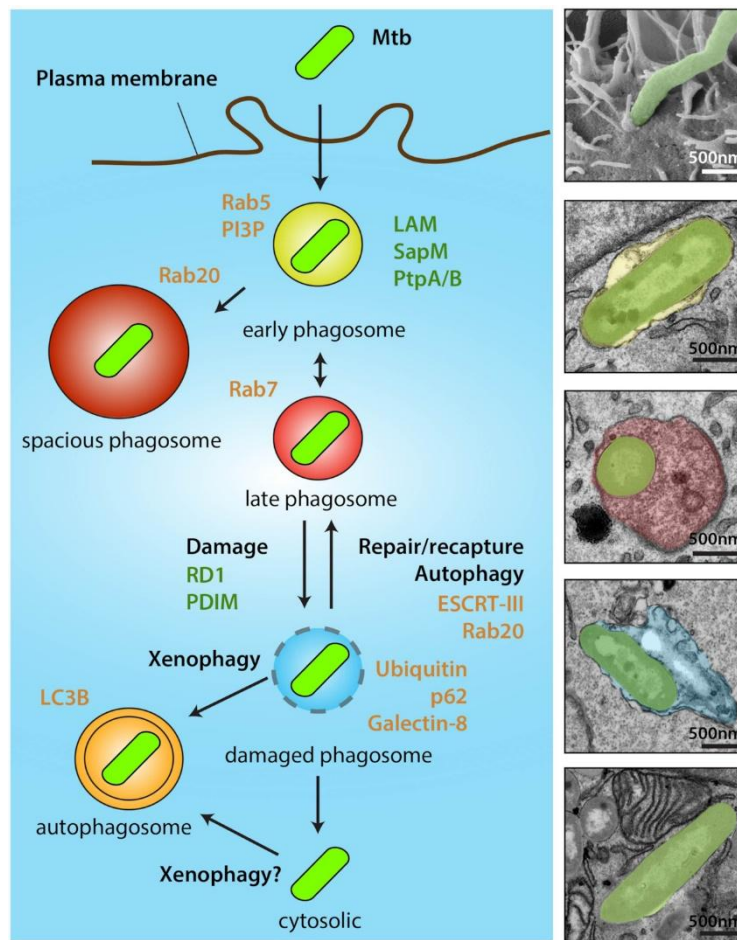 Mtb
Plasma membrane
Rab5
PI3P
LAM
SapM
PtpA/B
Rab20
early phagosome
spacious phagosome
Rab7
late phagosome
Damage
RD1
PDIM
Repair/recapture
Autophagy
ESCRT-III
Rab20
Xenophagy
Ubiquitin
p62
Galectin-8
LC3B
damaged phagosome
autophagosome
Xenophagy?
cytosolic
500nm
500nm
500nm
500nm
500nm